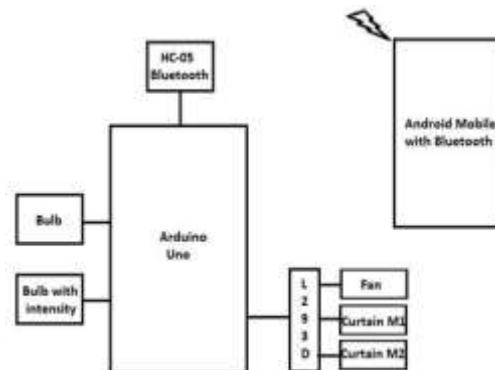 HC-05
Bluetooth
Android Mobile
with Bluetooth
Bulb
Arduino
Uno
Bulb with
intensity
L
2
9
3
D
Fan
Curtain M1
Curtain M2